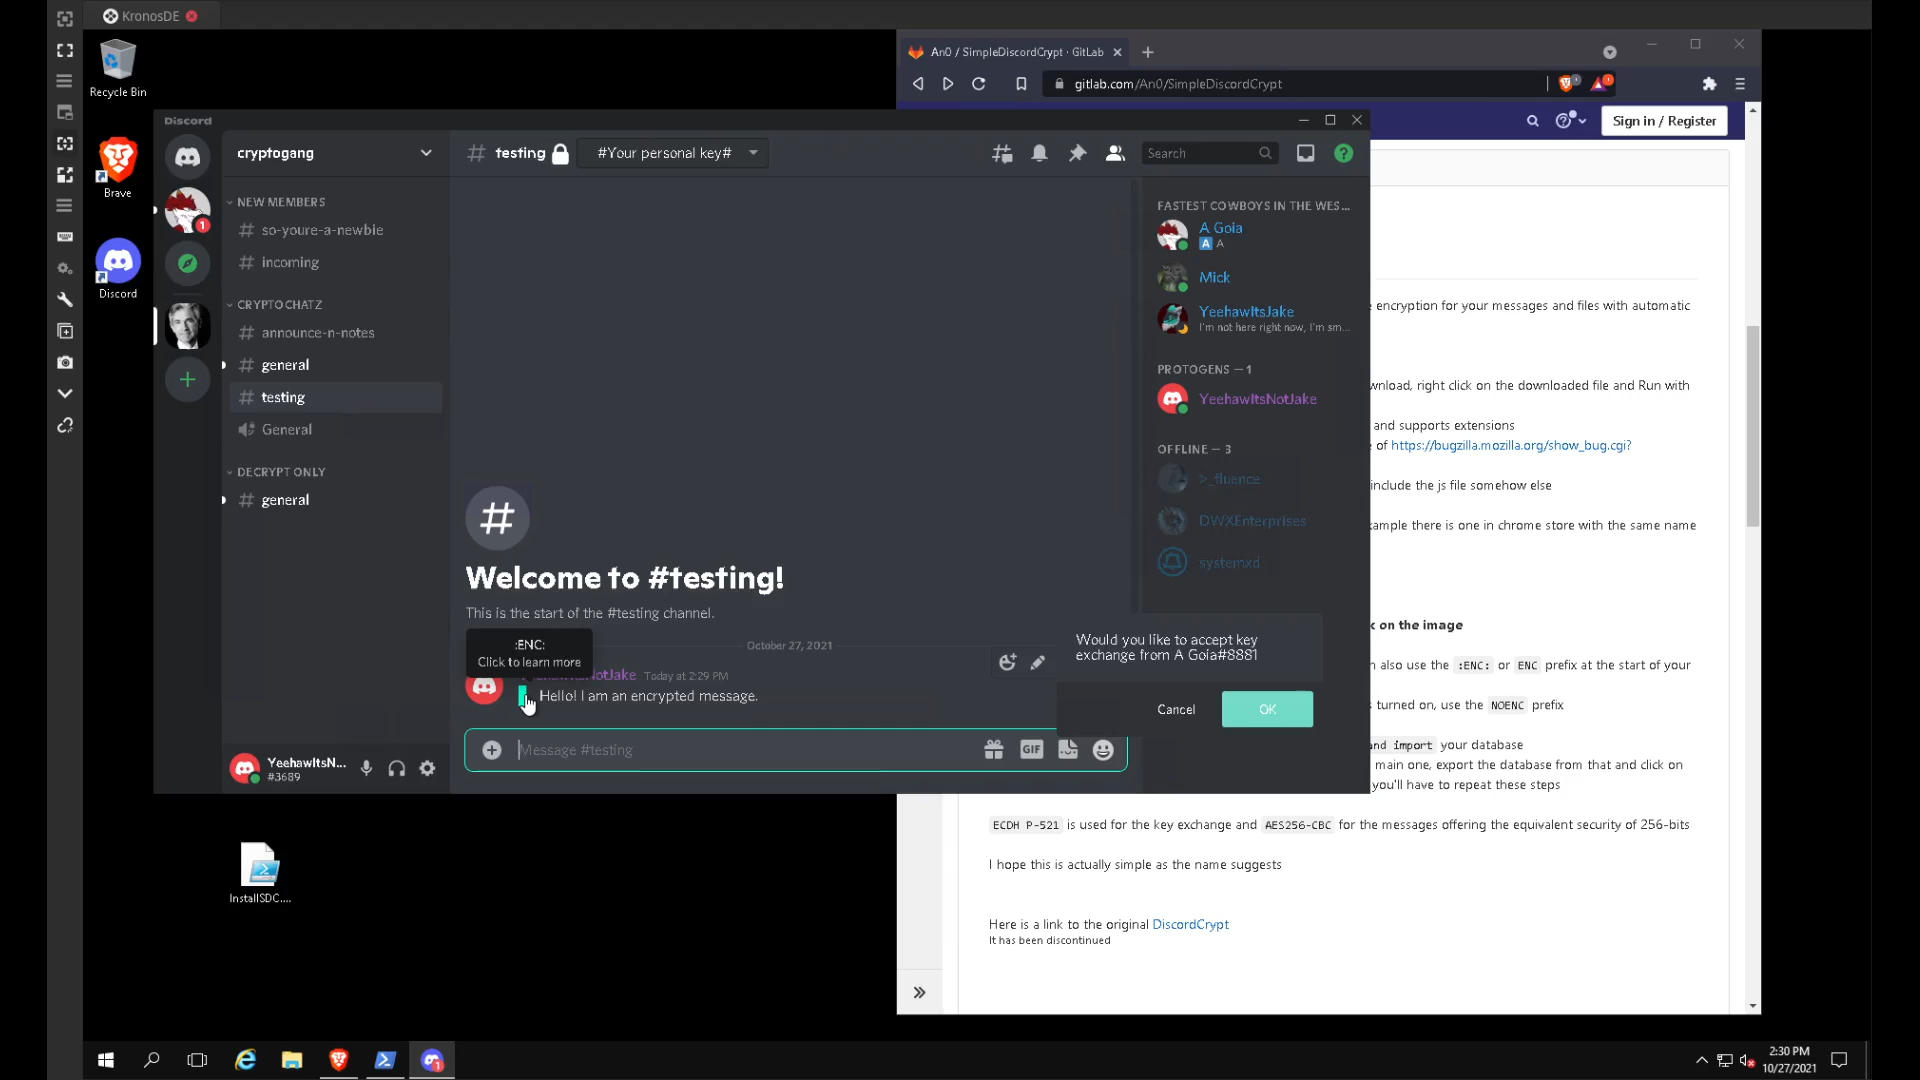 KronosDE
Recycle Bin
Brave
Discord
InstallSDC....
An0 / SimpleDiscordCrypt · GitLab
gitlab.com/An0/SimpleDiscordCrypt
Sign in / Register
Discord
cryptogang
NEW MEMBERS
so-youre-a-newbie
incoming
CRYPTOCHATZ
announce-n-notes
general
testing
General
DECRYPT ONLY
general
YeehawItsN...
#3689
testing
#Your personal key#
Search
Welcome to #testing!
This is the start of the #testing channel.
October 27, 2021
:ENC:
Click to learn more
Today at 2:29 PM
Hello! I am an encrypted message.
Message #testing
GIF
FASTEST COWBOYS IN THE WES...
A Goia
A A
Mick
YeehawItsJake
I'm not here right now, I'm sm...
PROTOGENS — 1
YeehawItsNotJake
OFFLINE — 3
>_fluence
DWXEnterprises
systemxd
Would you like to accept key
exchange from A Goia#8881
Cancel
OK
encryption for your messages and files with automatic
wnload, right click on the downloaded file and Run with
and supports extensions
of https://bugzilla.mozilla.org/show_bug.cgi?
include the js file somehow else
xample there is one in chrome store with the same name
k on the image
also use the :ENC: or ENC prefix at the start of your
turned on, use the NOENC prefix
and import your database
main one, export the database from that and click on
you'll have to repeat these steps
ECDH P-521 is used for the key exchange and AES256-CBC for the messages offering the equivalent security of 256-bits
I hope this is actually simple as the name suggests
Here is a link to the original DiscordCrypt
It has been discontinued
2:30 PM
10/27/2021